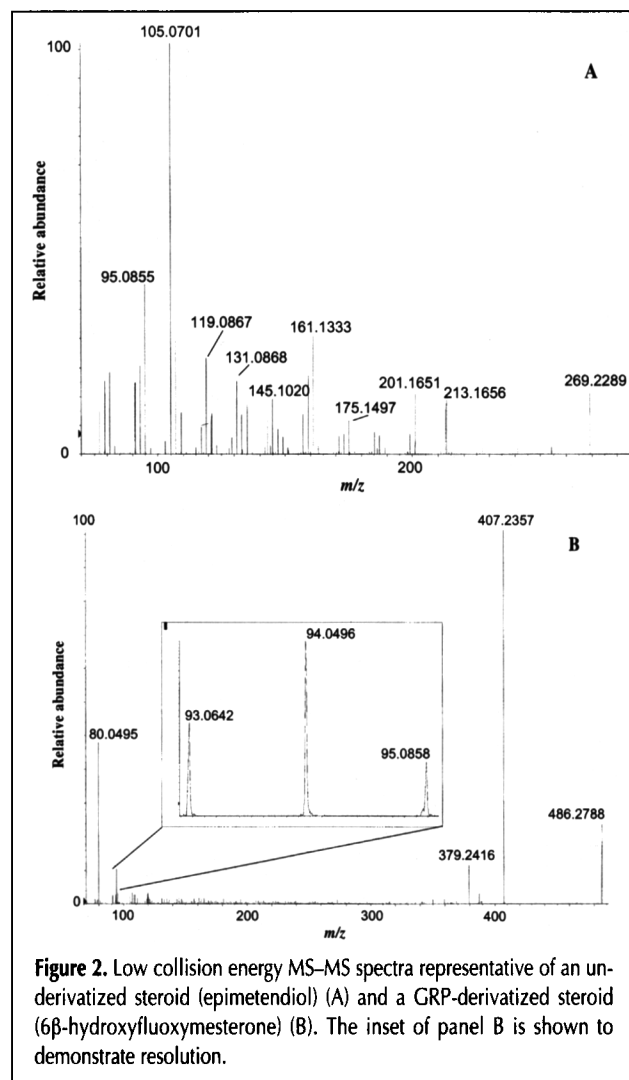 100
105.0701
A
95.0855
119.0867
131.0868
145.1020
161.1333
175.1497
201.1651
213.1656
269.2289
Relative abundance
0
100
200
m/z
100
407.2357
B
94.0496
93.0642
95.0858
80.0495
486.2788
379.2416
Relative abundance
0
100
200
300
400
m/z
Figure 2. Low collision energy MS–MS spectra representative of an un-
derivatized steroid (epimetendiol) (A) and a GRP-derivatized steroid
(6β-hydroxyfluoxymesterone) (B). The inset of panel B is shown to
demonstrate resolution.